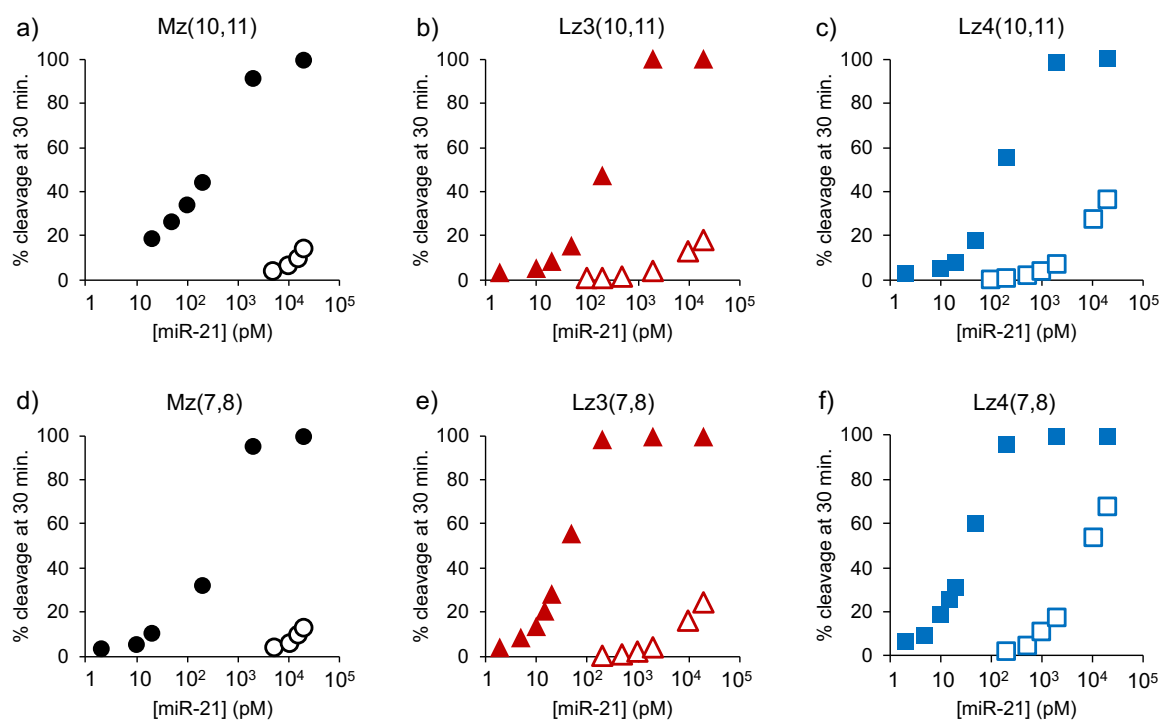 a) Mz(10,11)
% cleavage at 30 min.
100
80
60
40
20
0
1 10 10² 10³ 10⁴ 10⁵
[miR-21] (pM)
b) Lz3(10,11)
% cleavage at 30 min.
100
80
60
40
20
0
1 10 10² 10³ 10⁴ 10⁵
[miR-21] (pM)
c) Lz4(10,11)
% cleavage at 30 min.
100
80
60
40
20
0
1 10 10² 10³ 10⁴ 10⁵
[miR-21] (pM)
d) Mz(7,8)
% cleavage at 30 min.
100
80
60
40
20
0
1 10 10² 10³ 10⁴ 10⁵
[miR-21] (pM)
e) Lz3(7,8)
% cleavage at 30 min.
100
80
60
40
20
0
1 10 10² 10³ 10⁴ 10⁵
[miR-21] (pM)
f) Lz4(7,8)
% cleavage at 30 min.
100
80
60
40
20
0
1 10 10² 10³ 10⁴ 10⁵
[miR-21] (pM)